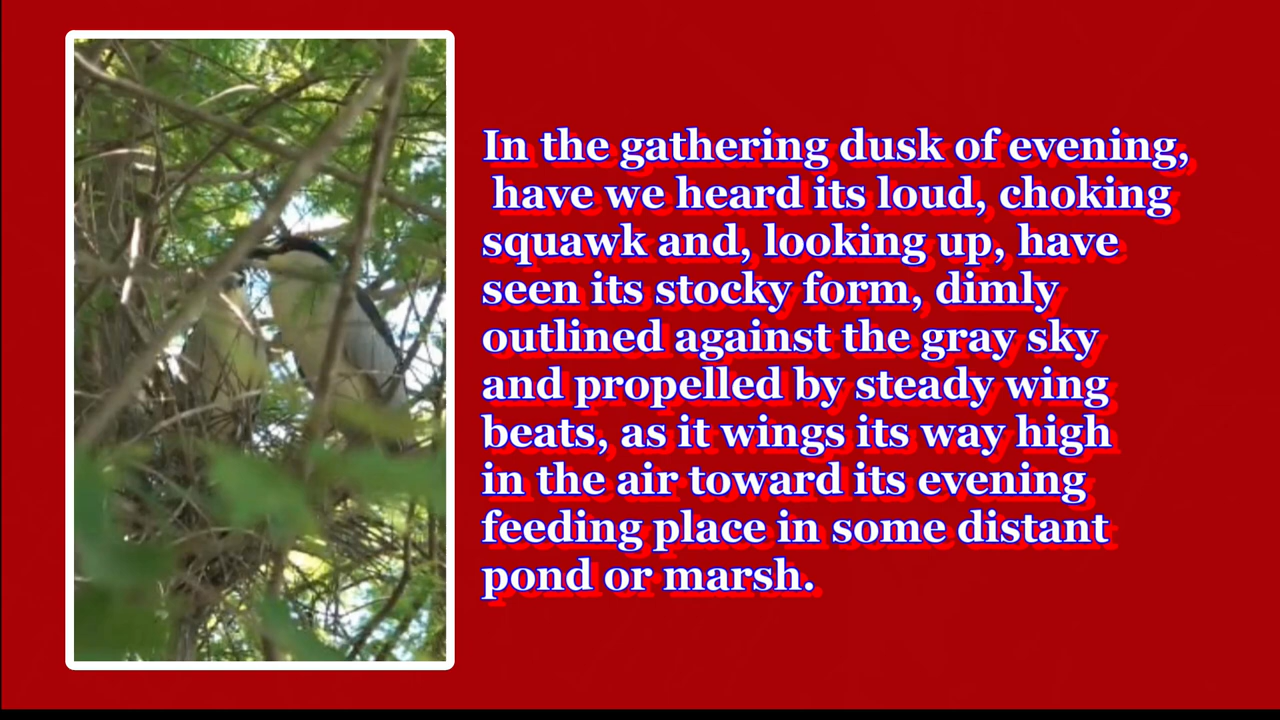 In the gathering dusk of evening,
have we heard its loud, choking
squawk and, looking up, have
seen its stocky form, dimly
outlined against the gray sky
and propelled by steady wing
beats, as it wings its way high
in the air toward its evening
feeding place in some distant
pond or marsh.